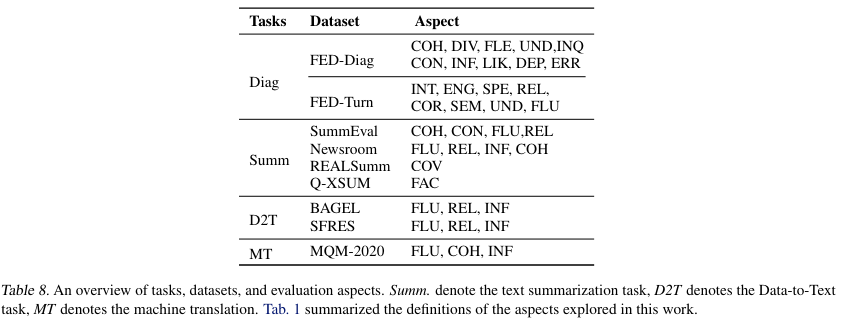 Tasks Dataset Aspect
Diag
FED-Diag
COH, DIV, FLE, UND,INQ
CON, INF, LIK, DEP, ERR
FED-Turn
INT, ENG, SPE, REL,
COR, SEM, UND, FLU
Summ
SummEval COH, CON, FLU,REL
Newsroom FLU, REL, INF, COH
REALSumm COV
Q-XSUM FAC
D2T
BAGEL FLU, REL, INF
SFRES FLU, REL, INF
MT MQM-2020 FLU, COH, INF
Table 8. An overview of tasks, datasets, and evaluation aspects. Summ. denote the text summarization task, D2T denotes the Data-to-Text
task, MT denotes the machine translation. Tab. 1 summarized the definitions of the aspects explored in this work.